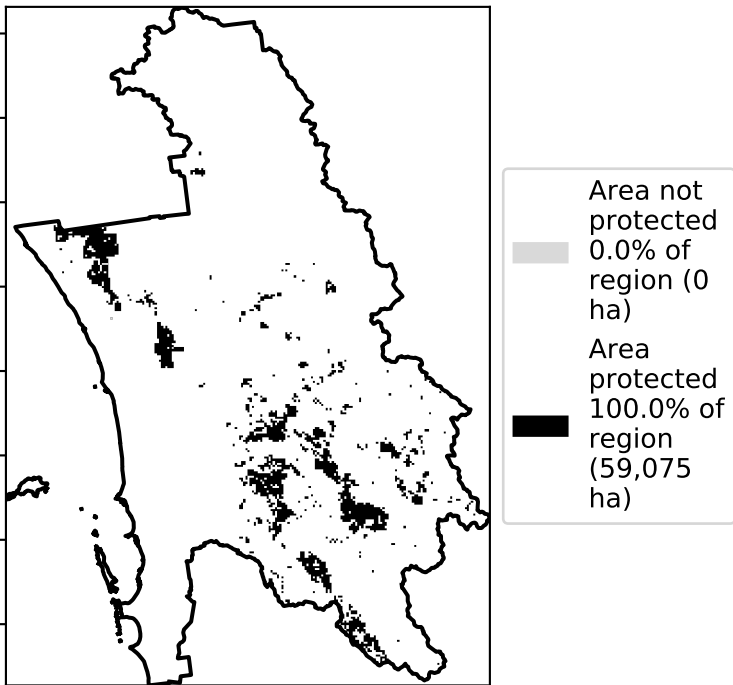 Area not
protected
0.0% of
region (0
ha)
Area
protected
100.0% of
region
(59,075
ha)